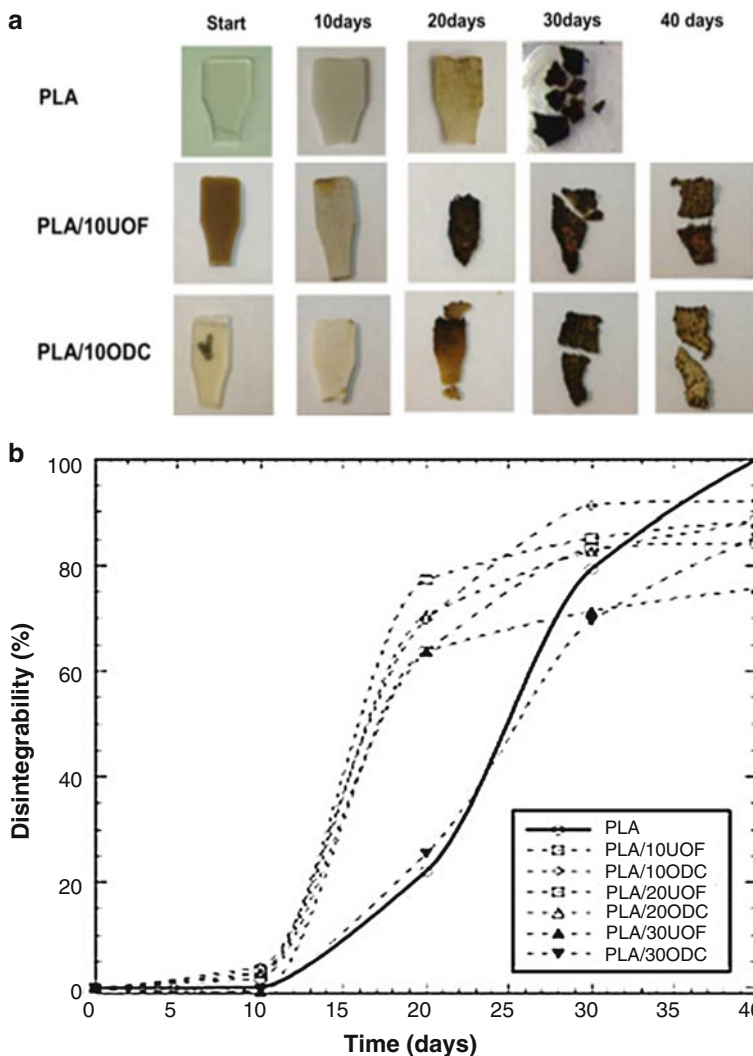 a
Start 10days 20days 30days 40 days
PLA
PLA/10UOF
PLA/10ODC
b
100
80
60
40
20
0
Disintegrability (%)
0 5 10 15 20 25 30 35 40
Time (days)
PLA
PLA/10UOF
PLA/10ODC
PLA/20UOF
PLA/20ODC
PLA/30UOF
PLA/30ODC